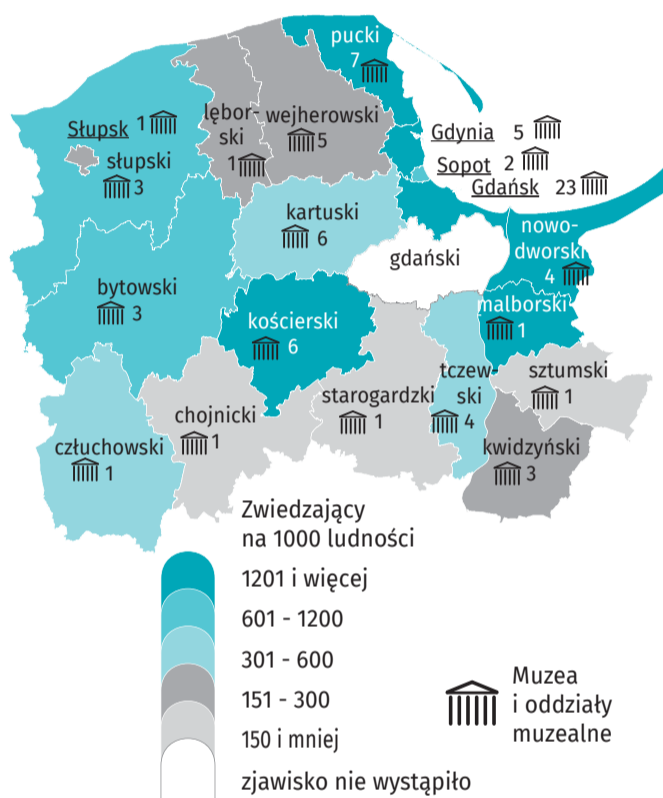 pucki
7
Słupsk 1
lębor-
ski
1
wejherowski
5
Gdynia 5
Sopot 2
Gdańsk 23
słupski
3
kartuski
6
nowo-
dworski
4
gdański
bytowski
3
kościerski
6
malborski
1
tczew-
ski
4
sztumski
1
starogardzki
1
chojnicki
1
człuchowski
1
kwidzyński
3
Zwiedzający
na 1000 ludności
1201 i więcej
601 - 1200
301 - 600
151 - 300
150 i mniej
zjawisko nie wystąpiło
Muzea
i oddziały
muzealne